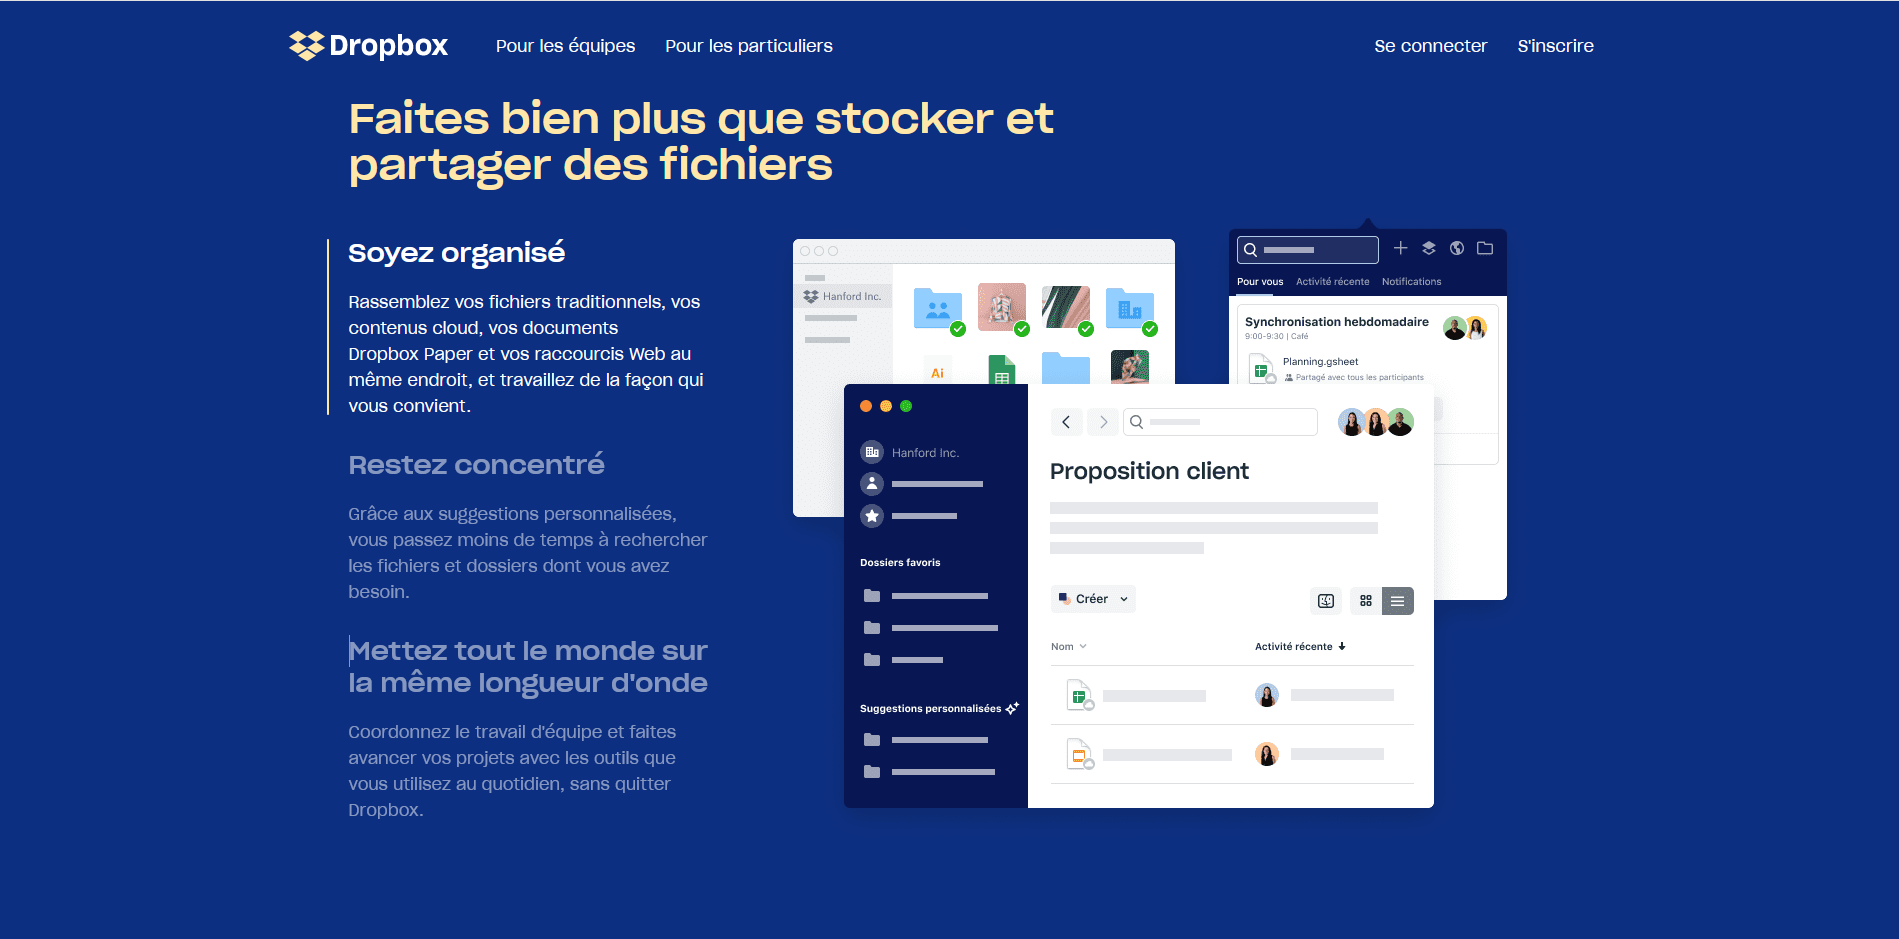 Dropbox
Pour les équipes
Pour les particuliers
Se connecter
S'inscrire
Faites bien plus que stocker et
partager des fichiers
Soyez organisé
Rassemblez vos fichiers traditionnels, vos
contenus cloud, vos documents
Dropbox Paper et vos raccourcis Web au
même endroit, et travaillez de la façon qui
vous convient.
Restez concentré
Grâce aux suggestions personnalisées,
vous passez moins de temps à rechercher
les fichiers et dossiers dont vous avez
besoin.
Mettez tout le monde sur
la même longueur d'onde
Coordonnez le travail d'équipe et faites
avancer vos projets avec les outils que
vous utilisez au quotidien, sans quitter
Dropbox.
Hanford Inc.
Ai
Pour vous
Activité récente
Notifications
Synchronisation hebdomadaire
9:00-9:30 | Café
Planning.gsheet
Partagé avec tous les participants
Hanford Inc.
Dossiers favoris
Suggestions personnalisées
Proposition client
Créer
Nom
Activité récente